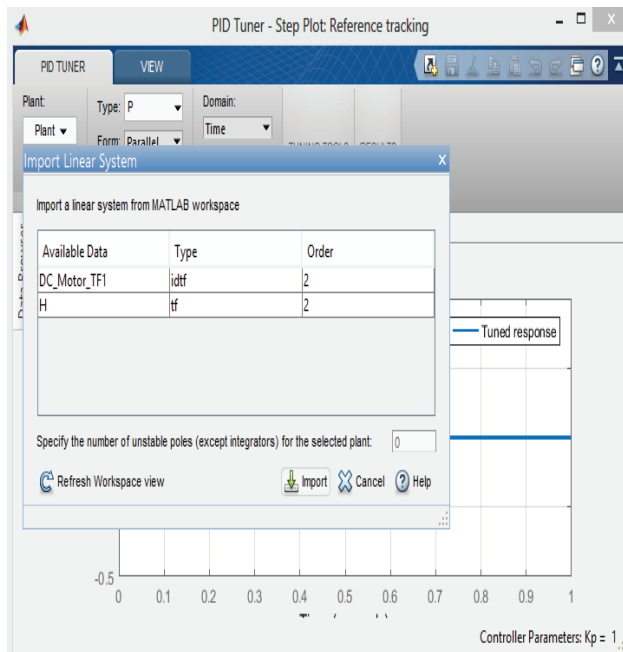 PID Tuner - Step Plot: Reference tracking
PID TUNER
VIEW
Plant:
Type: P
Domain:
Plant
Time
Form: Parallel
TUNING TOOLS
RESULTS
Import Linear System
X
Import a linear system from MATLAB workspace
Available Data Type Order
DC_Motor_TF1 idtf 2
H tf 2
Tuned response
Specify the number of unstable poles (except integrators) for the selected plant: 0
Refresh Workspace view
Import
Cancel
Help
-0.5
0 0.1 0.2 0.3 0.4 0.5 0.6 0.7 0.8 0.9 1
Controller Parameters: Kp = 1